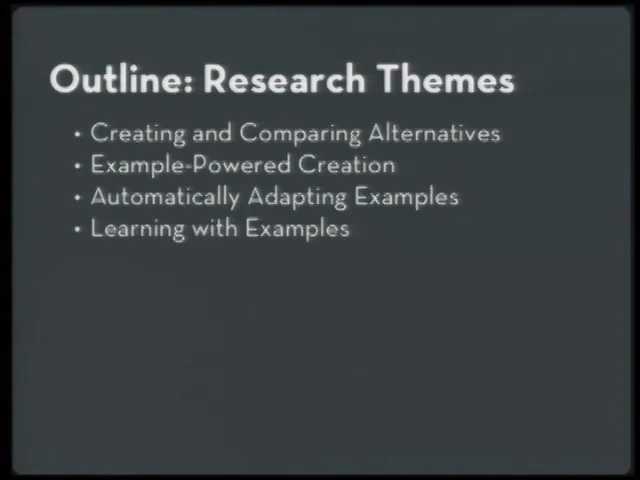 Outline: Research Themes
• Creating and Comparing Alternatives
• Example-Powered Creation
• Automatically Adapting Examples
• Learning with Examples